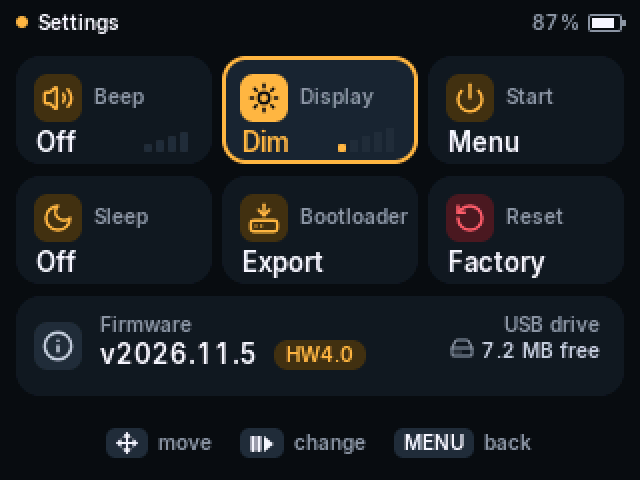 Settings 87%
Beep
Off
Display
Dim
Start
Menu
Sleep
Off
Bootloader
Export
Reset
Factory
Firmware
v2026.11.5 HW4.0
USB drive
7.2 MB free
move change MENU back